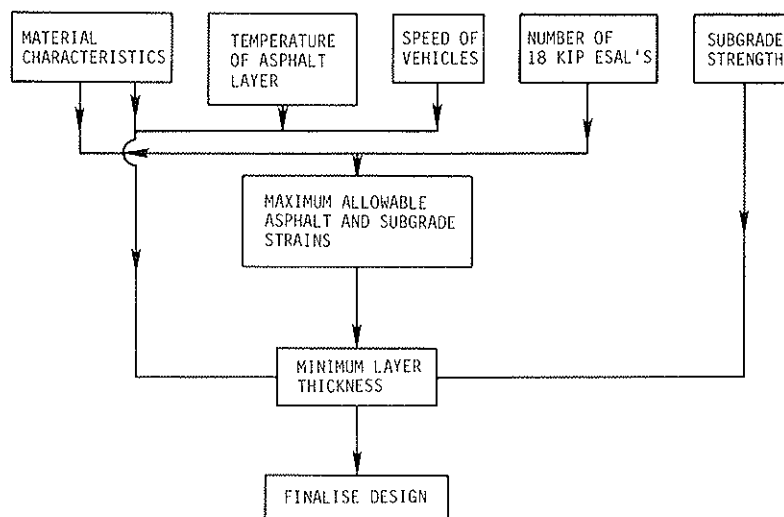 MATERIAL
CHARACTERISTICS
TEMPERATURE
OF ASPHALT
LAYER
SPEED OF
VEHICLES
NUMBER OF
18 KIP ESAL'S
SUBGRADE
STRENGTH
MAXIMUM ALLOWABLE
ASPHALT AND SUBGRADE
STRAINS
MINIMUM LAYER
THICKNESS
FINALISE DESIGN